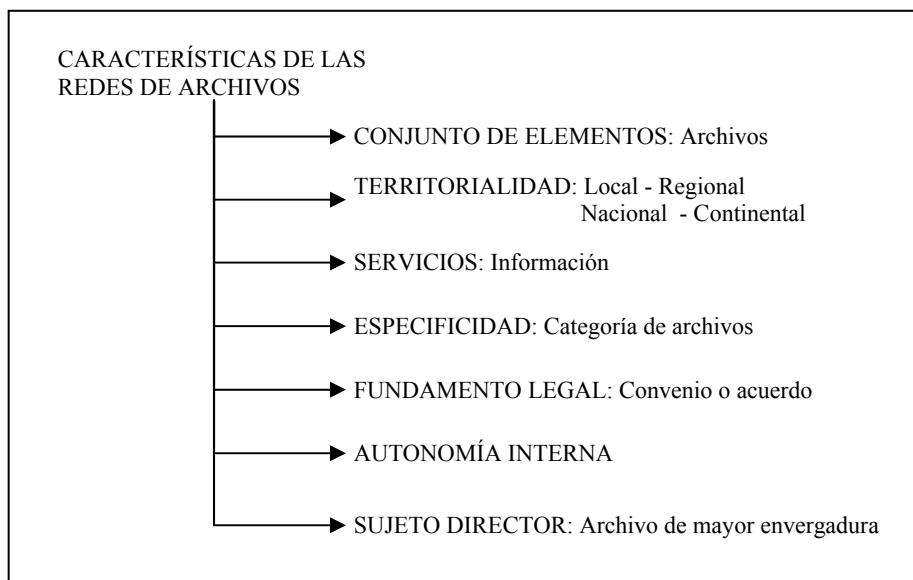 CARACTERÍSTICAS DE LAS
REDES DE ARCHIVOS
CONJUNTO DE ELEMENTOS: Archivos
TERRITORIALIDAD: Local - Regional
Nacional - Continental
SERVICIOS: Información
ESPECIFICIDAD: Categoría de archivos
FUNDAMENTO LEGAL: Convenio o acuerdo
AUTONOMÍA INTERNA
SUJETO DIRECTOR: Archivo de mayor envergadura